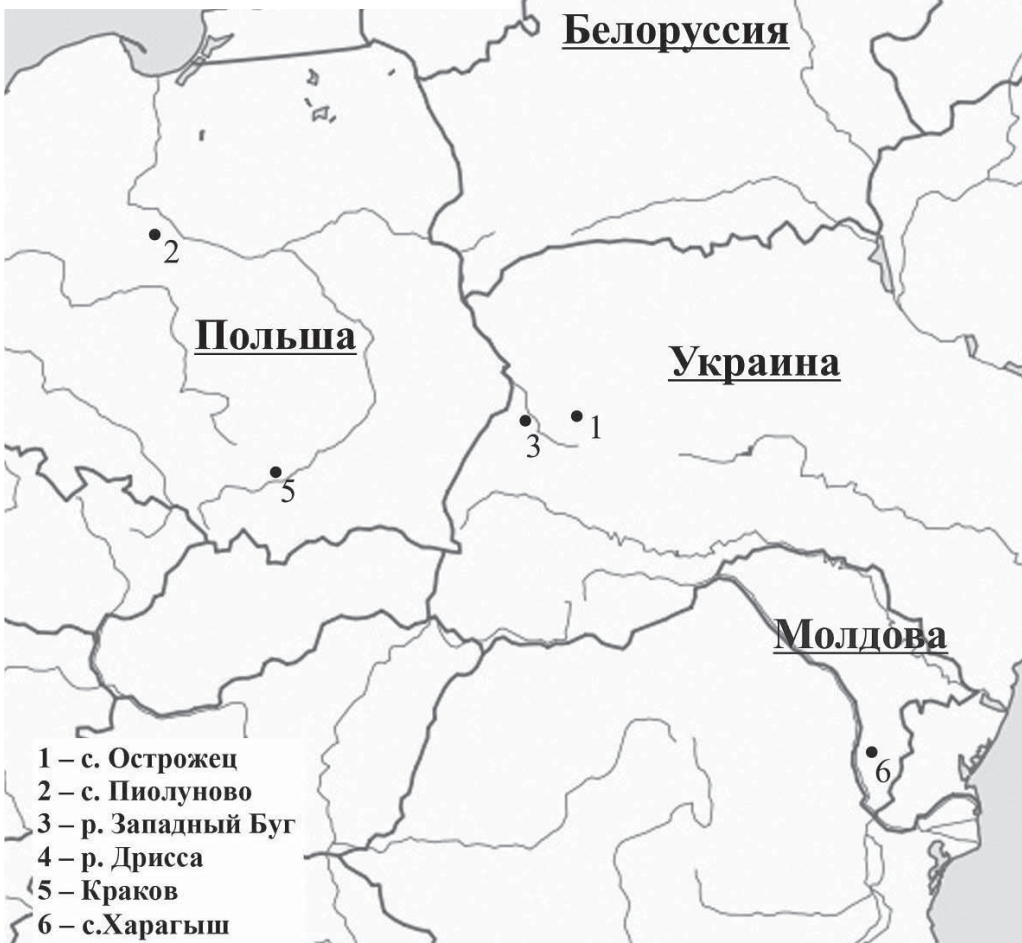 Белоруссия
2
Польша
Украина
1
3
5
Молдова
6
1 – с. Острожец
2 – с. Пиолуново
3 – р. Западный Буг
4 – р. Дрисса
5 – Краков
6 – с.Харагыш